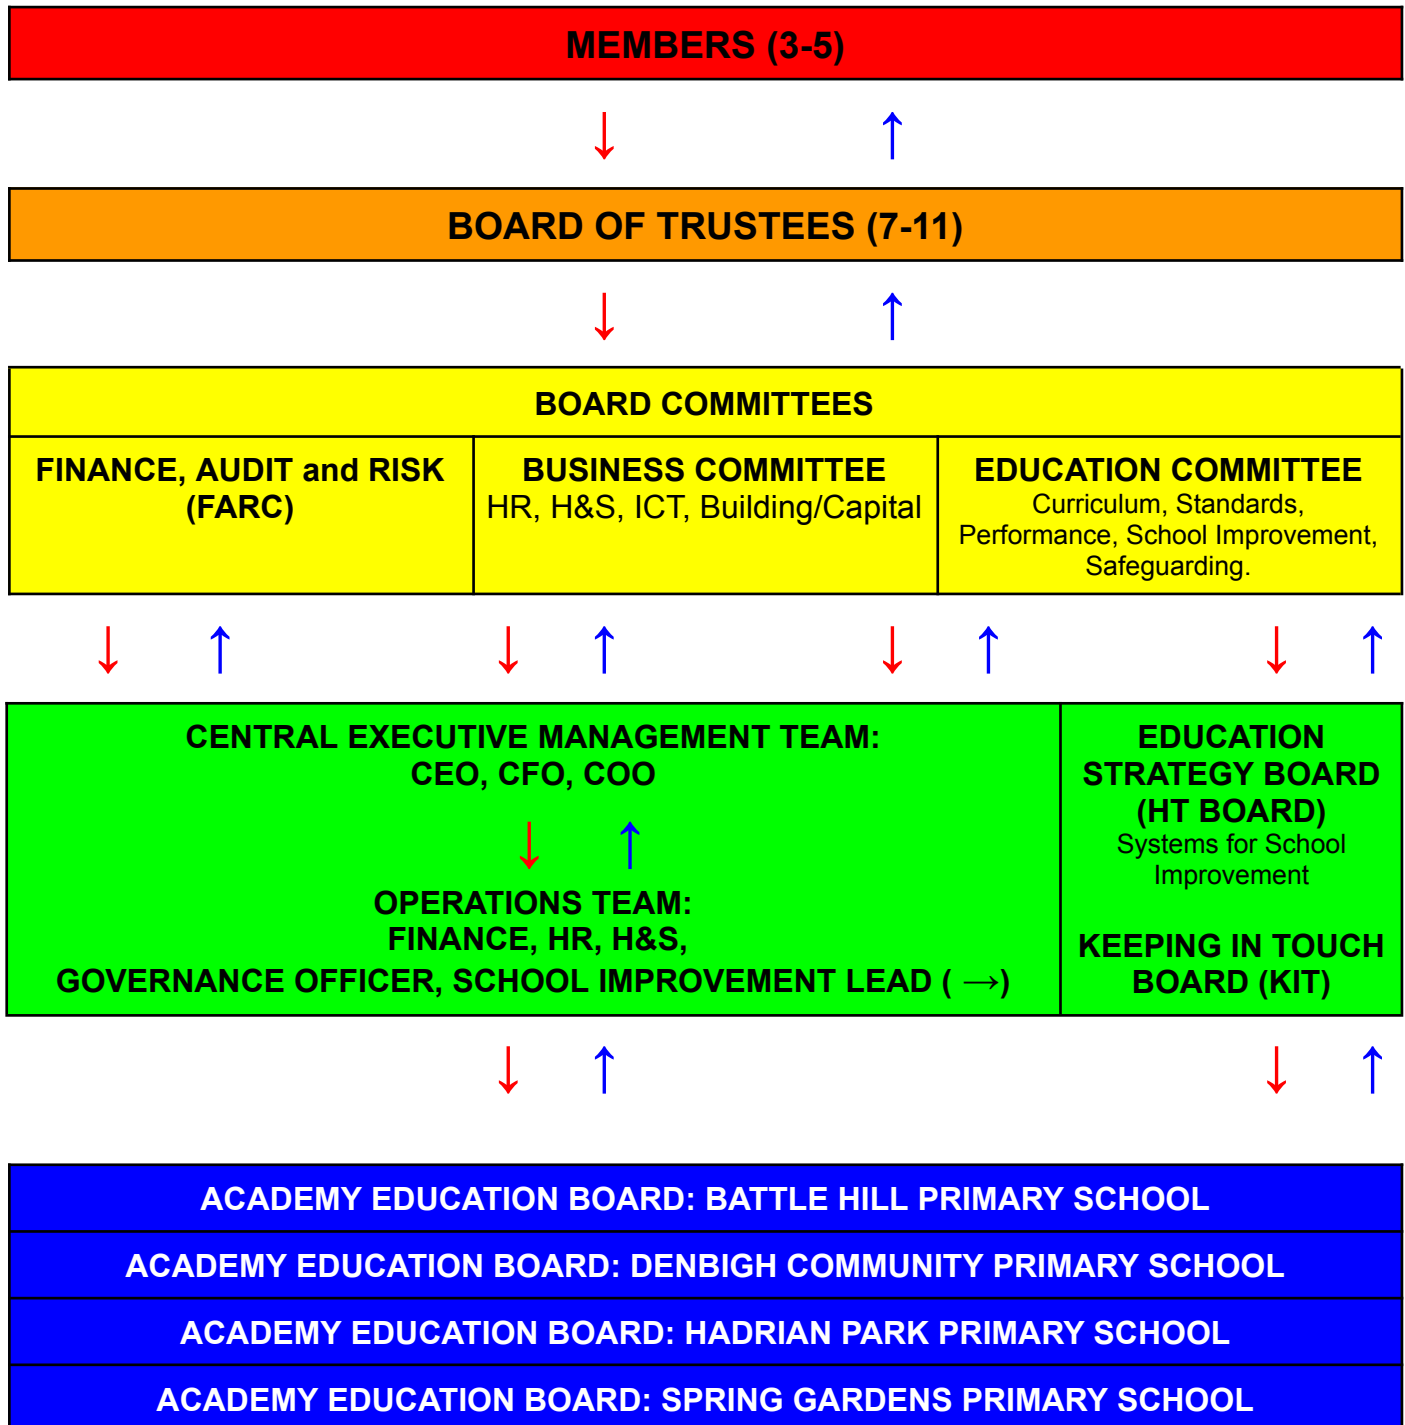 MEMBERS (3-5)
↓ ↑
BOARD OF TRUSTEES (7-11)
↓ ↑
BOARD COMMITTEES
FINANCE, AUDIT and RISK
(FARC)
BUSINESS COMMITTEE
HR, H&S, ICT, Building/Capital
EDUCATION COMMITTEE
Curriculum, Standards,
Performance, School Improvement,
Safeguarding.
↓ ↑ ↓ ↑ ↓ ↑ ↓ ↑
CENTRAL EXECUTIVE MANAGEMENT TEAM:
CEO, CFO, COO
↓ ↑
OPERATIONS TEAM:
FINANCE, HR, H&S,
GOVERNANCE OFFICER, SCHOOL IMPROVEMENT LEAD ( →)
EDUCATION
STRATEGY BOARD
(HT BOARD)
Systems for School
Improvement
KEEPING IN TOUCH
BOARD (KIT)
↓ ↑ ↓ ↑
ACADEMY EDUCATION BOARD: BATTLE HILL PRIMARY SCHOOL
ACADEMY EDUCATION BOARD: DENBIGH COMMUNITY PRIMARY SCHOOL
ACADEMY EDUCATION BOARD: HADRIAN PARK PRIMARY SCHOOL
ACADEMY EDUCATION BOARD: SPRING GARDENS PRIMARY SCHOOL